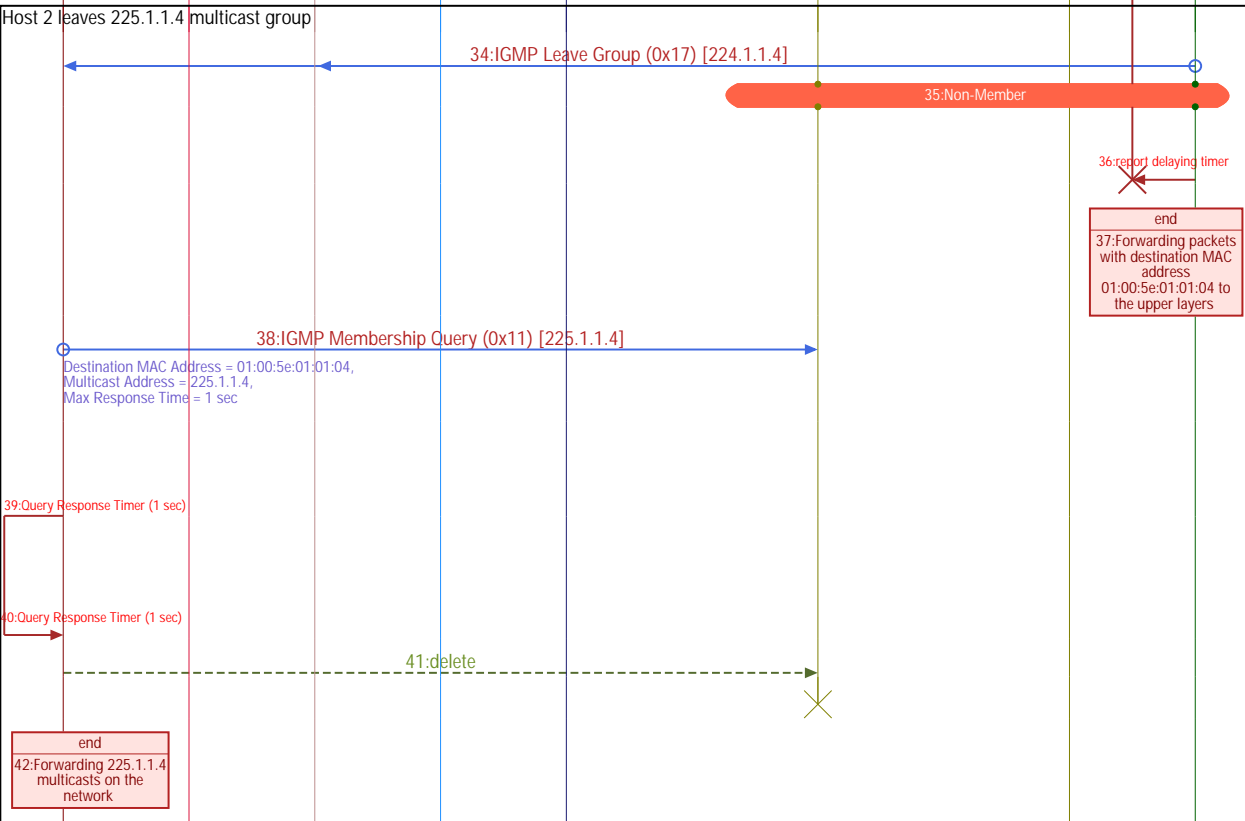 Host 2 leaves 225.1.1.4 multicast group
34:IGMP Leave Group (0x17) [224.1.1.4]
35:Non-Member
36:report delaying timer
end
37:Forwarding packets
with destination MAC
address
01:00:5e:01:01:04 to
the upper layers
38:IGMP Membership Query (0x11) [225.1.1.4]
Destination MAC Address = 01:00:5e:01:01:04,
Multicast Address = 225.1.1.4,
Max Response Time = 1 sec
39:Query Response Timer (1 sec)
40:Query Response Timer (1 sec)
41:delete
end
42:Forwarding 225.1.1.4
multicasts on the
network